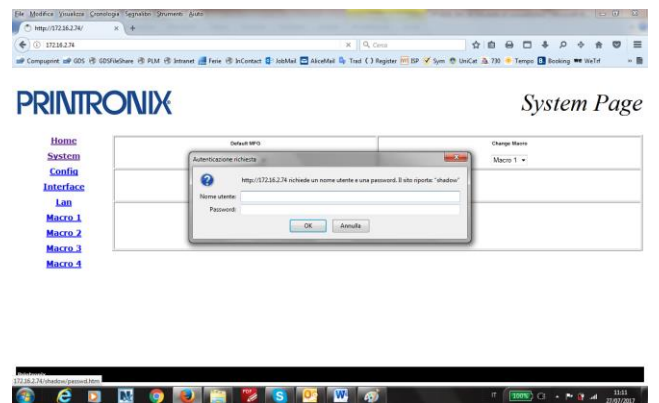 File Modifica Visualizza Cronologia Segnalibri Strumenti Aiuto
http://172.16.2.74/
172.16.2.74
Cerca
Compuprint GDS GDSFileShare PLM Intranet Ferie InContact JobMail AliceMail Trad Register ISP Sym UniCat 730 Tempo Booking WeTrf
PRINTRONIX
System Page
Home
System
Config
Interface
Lan
Macro 1
Macro 2
Macro 3
Macro 4
Default MFG
Change Macro
Macro 1
Autenticazione richiesta
http://172.16.2.74 richiede un nome utente e una password. Il sito riporta: "shadow"
Nome utente:
Password:
OK Annulla
Printronix
172.16.2.74/shadow/passwd.htm
IT 100% 11:11
27/07/2017